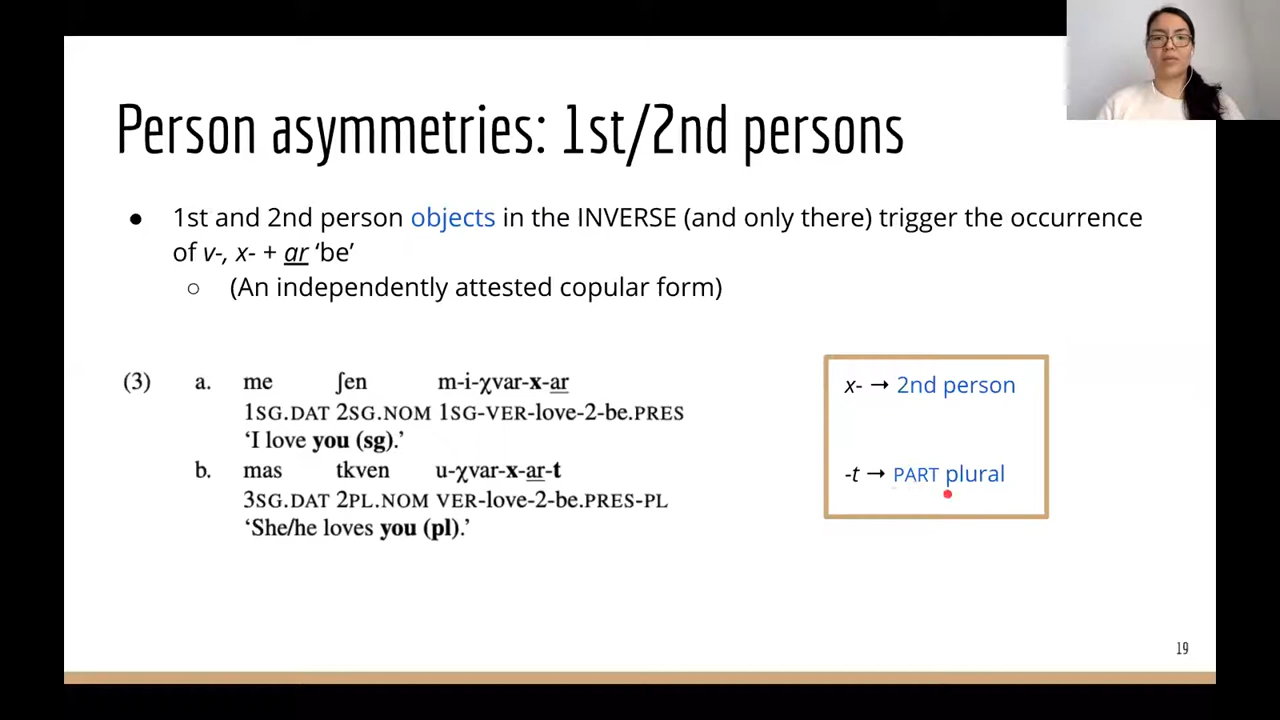 Person asymmetries: 1st/2nd persons
● 1st and 2nd person objects in the INVERSE (and only there) trigger the occurrence
of v-, x- + ar ‘be’
○ (An independently attested copular form)
(3) a. me ʃen m-i-χvar-x-ar
1SG.DAT 2SG.NOM 1SG-VER-love-2-be.PRES
‘I love you (sg).’
b. mas tkven u-χvar-x-ar-t
3SG.DAT 2PL.NOM VER-love-2-be.PRES-PL
‘She/he loves you (pl).’
x- → 2nd person
-t → PART plural
19